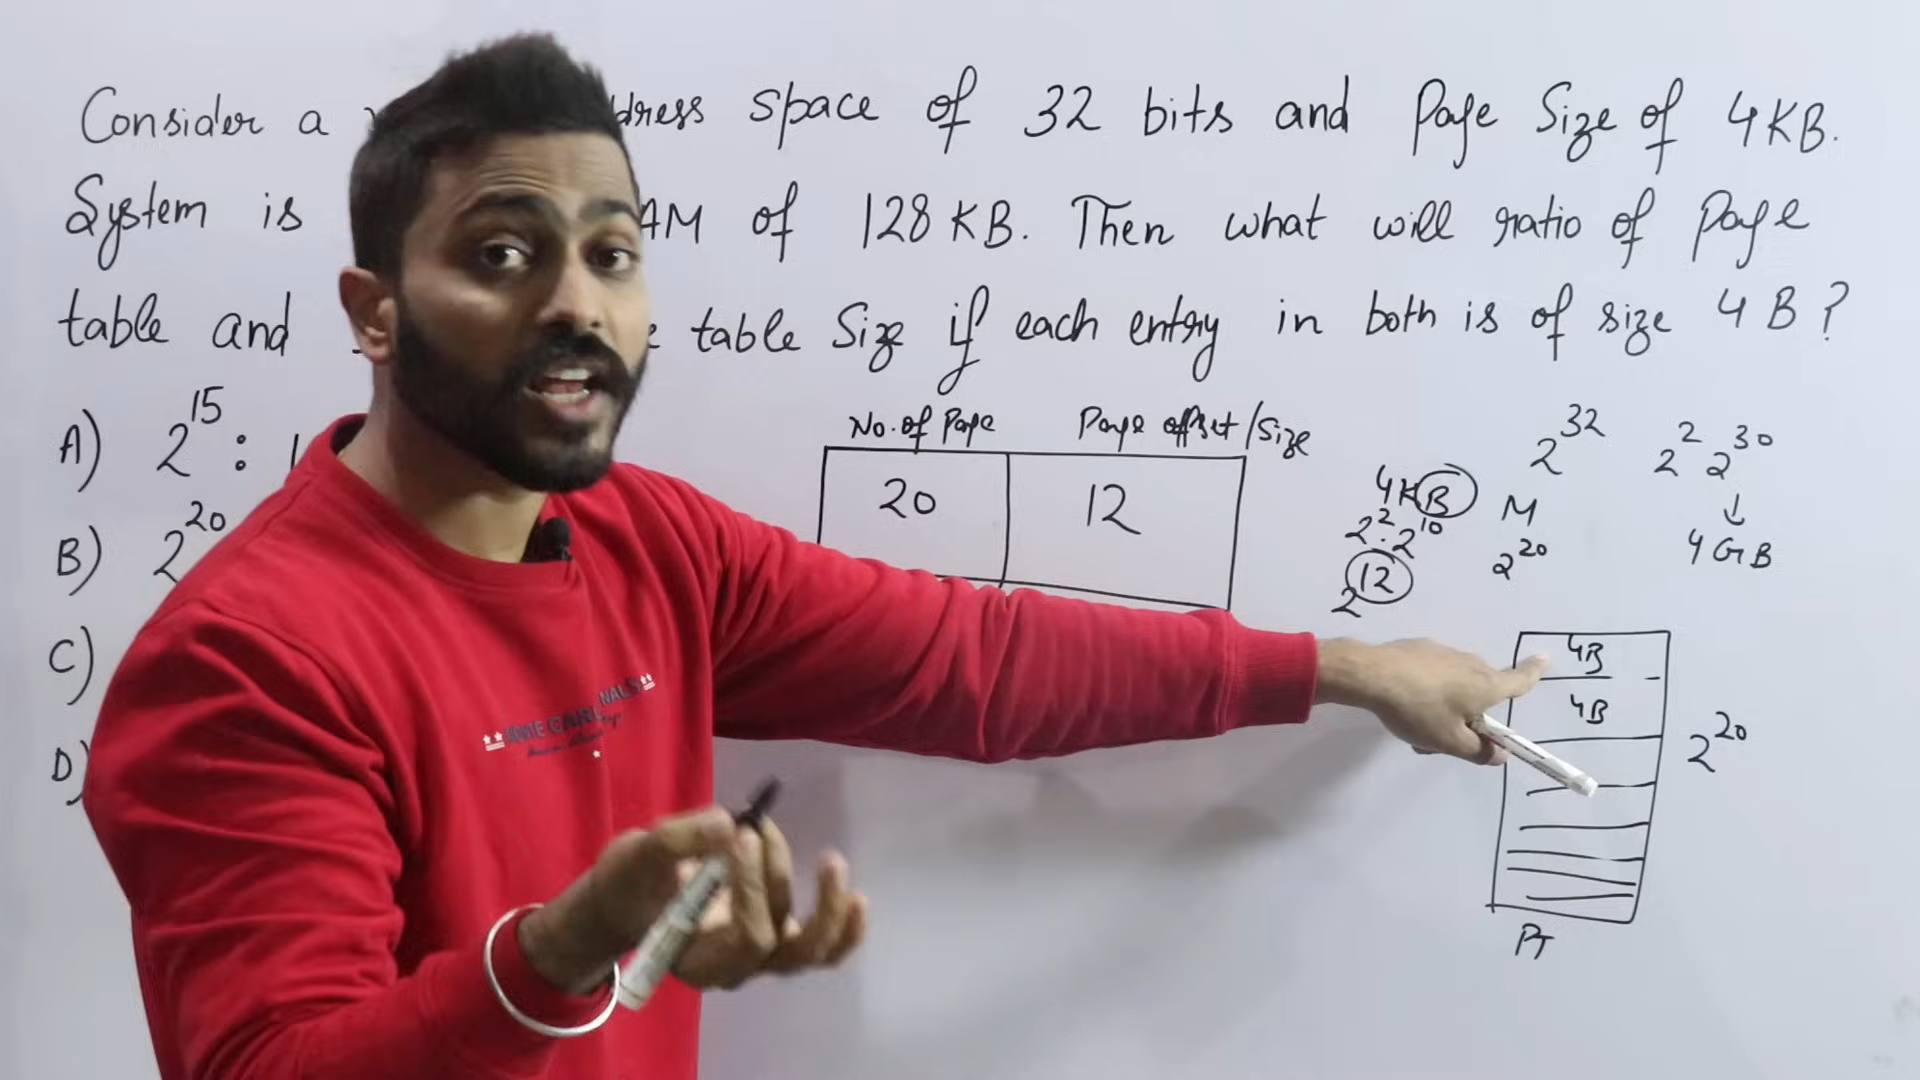 Consider a dress space of 32 bits and Page Size of 4KB.
System is AM of 128 KB. Then what will ratio of Page
table and table Size if each entry in both is of size 4 B?
A) 2^15 :
B) 2^20
C)
D)
No. of Page Page offset/Size
20 12
4KB
2^2 . 2^10
2^12
M
2^20
2^32
2^2 2^30
↓
4 GB
4B
4B
2^20
PT